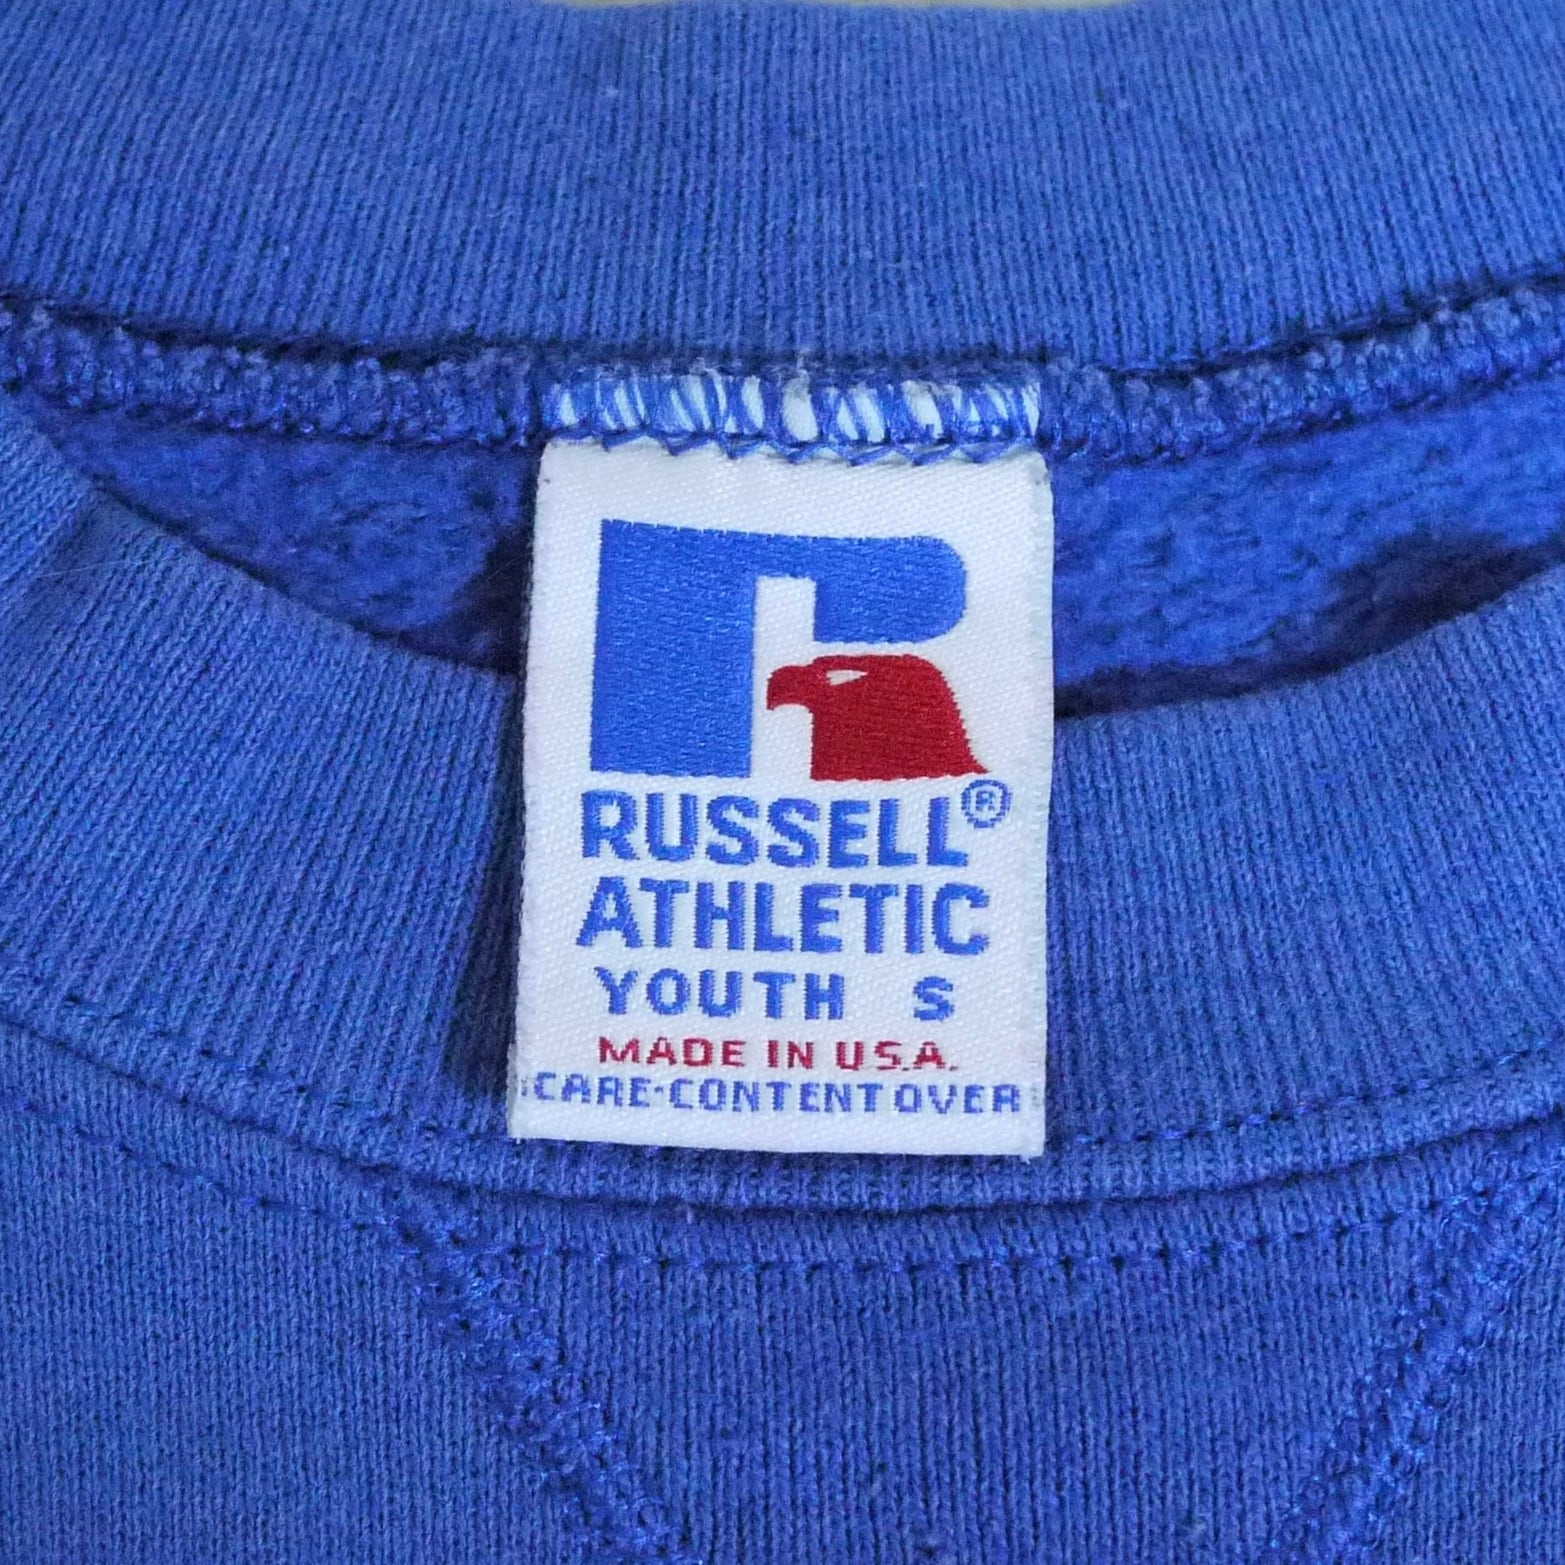 RUSSELL®
ATHLETIC
YOUTH S
MADE IN U.S.A.
CARE-CONTENT OVER